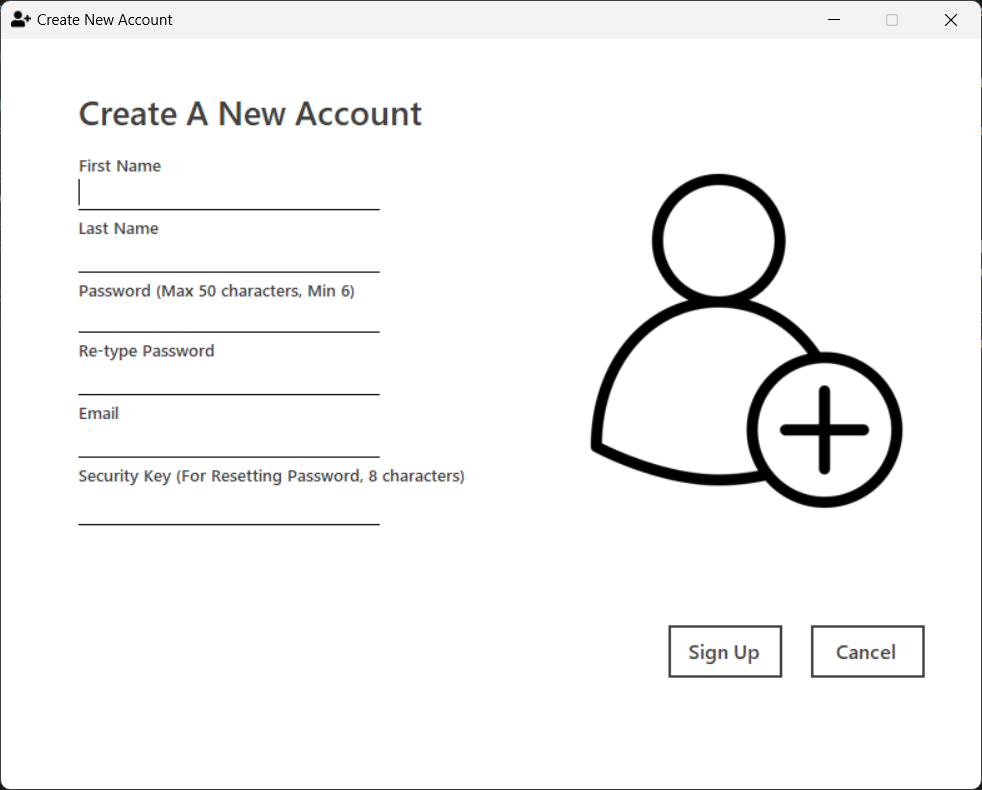 Create New Account
Create A New Account
First Name
Last Name
Password (Max 50 characters, Min 6)
Re-type Password
Email
Security Key (For Resetting Password, 8 characters)
Sign Up
Cancel